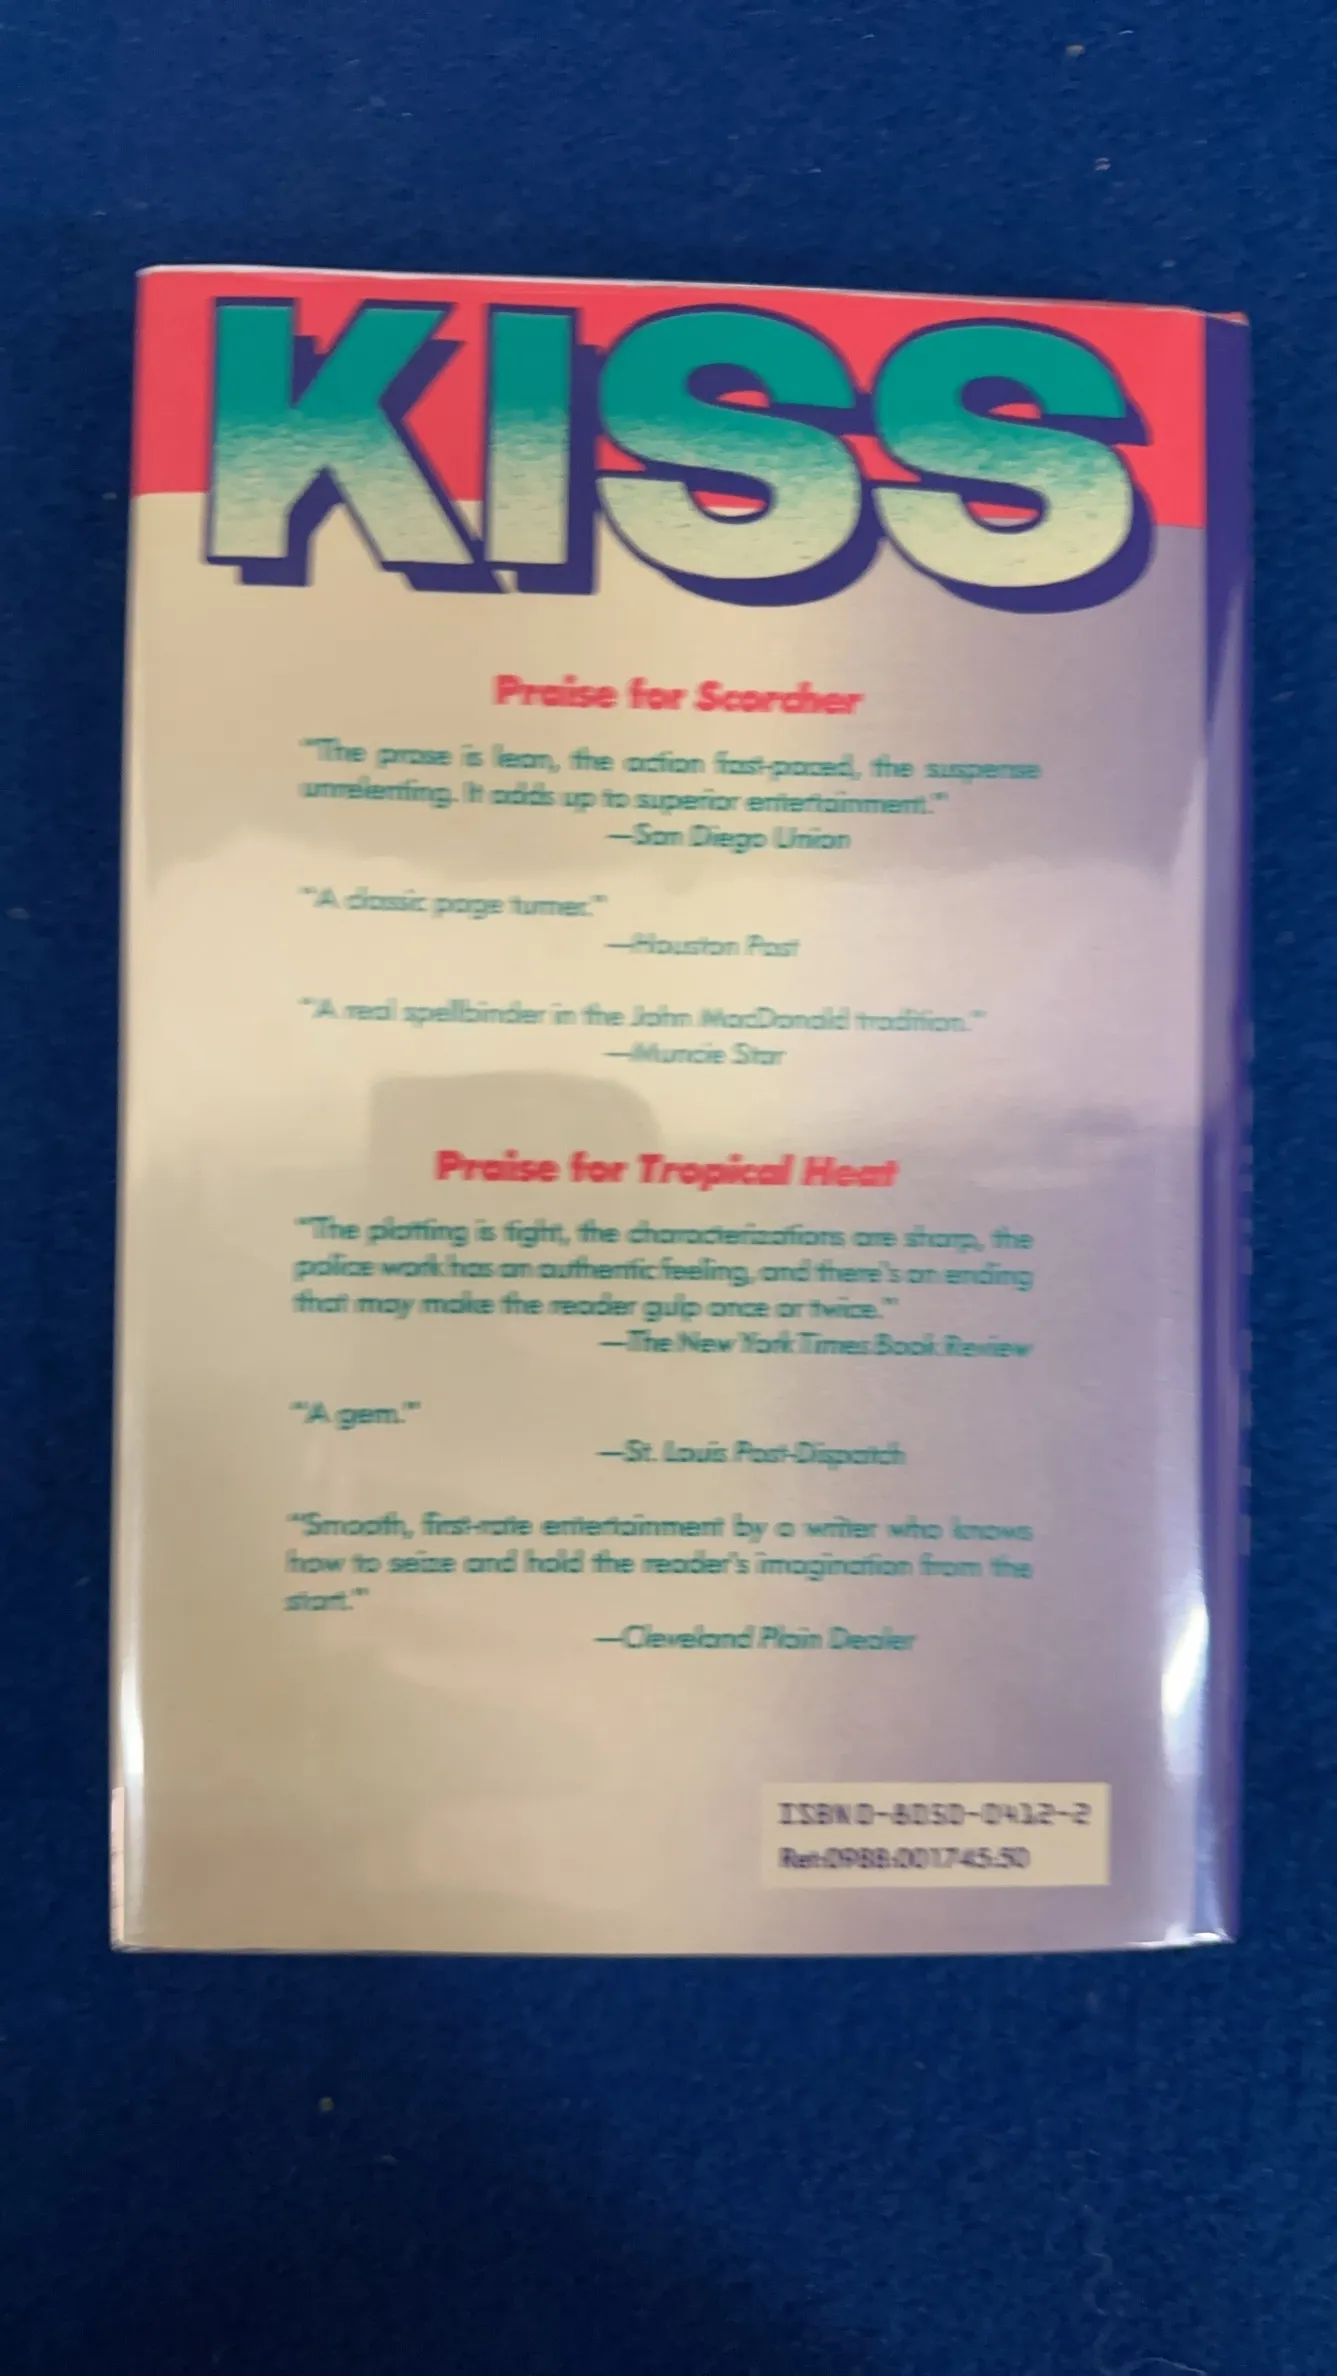 KISS
Praise for Scorcher
"The prose is lean, the action fast-paced, the suspense
unrelenting. It adds up to superior entertainment."
—San Diego Union
"A classic page turner."
—Houston Post
"A real spellbinder in the John MacDonald tradition."
—Muncie Star
Praise for Tropical Heat
"The plotting is tight, the characterizations are sharp, the
police work has an authentic feeling, and there's an ending
that may make the reader gulp once or twice."
—The New York Times Book Review
"A gem."
—St. Louis Post-Dispatch
"Smooth, first-rate entertainment by a writer who knows
how to seize and hold the reader's imagination from the
start."
—Cleveland Plain Dealer
ISBN 0-8050-0412-2
Ret:0988:001745:50